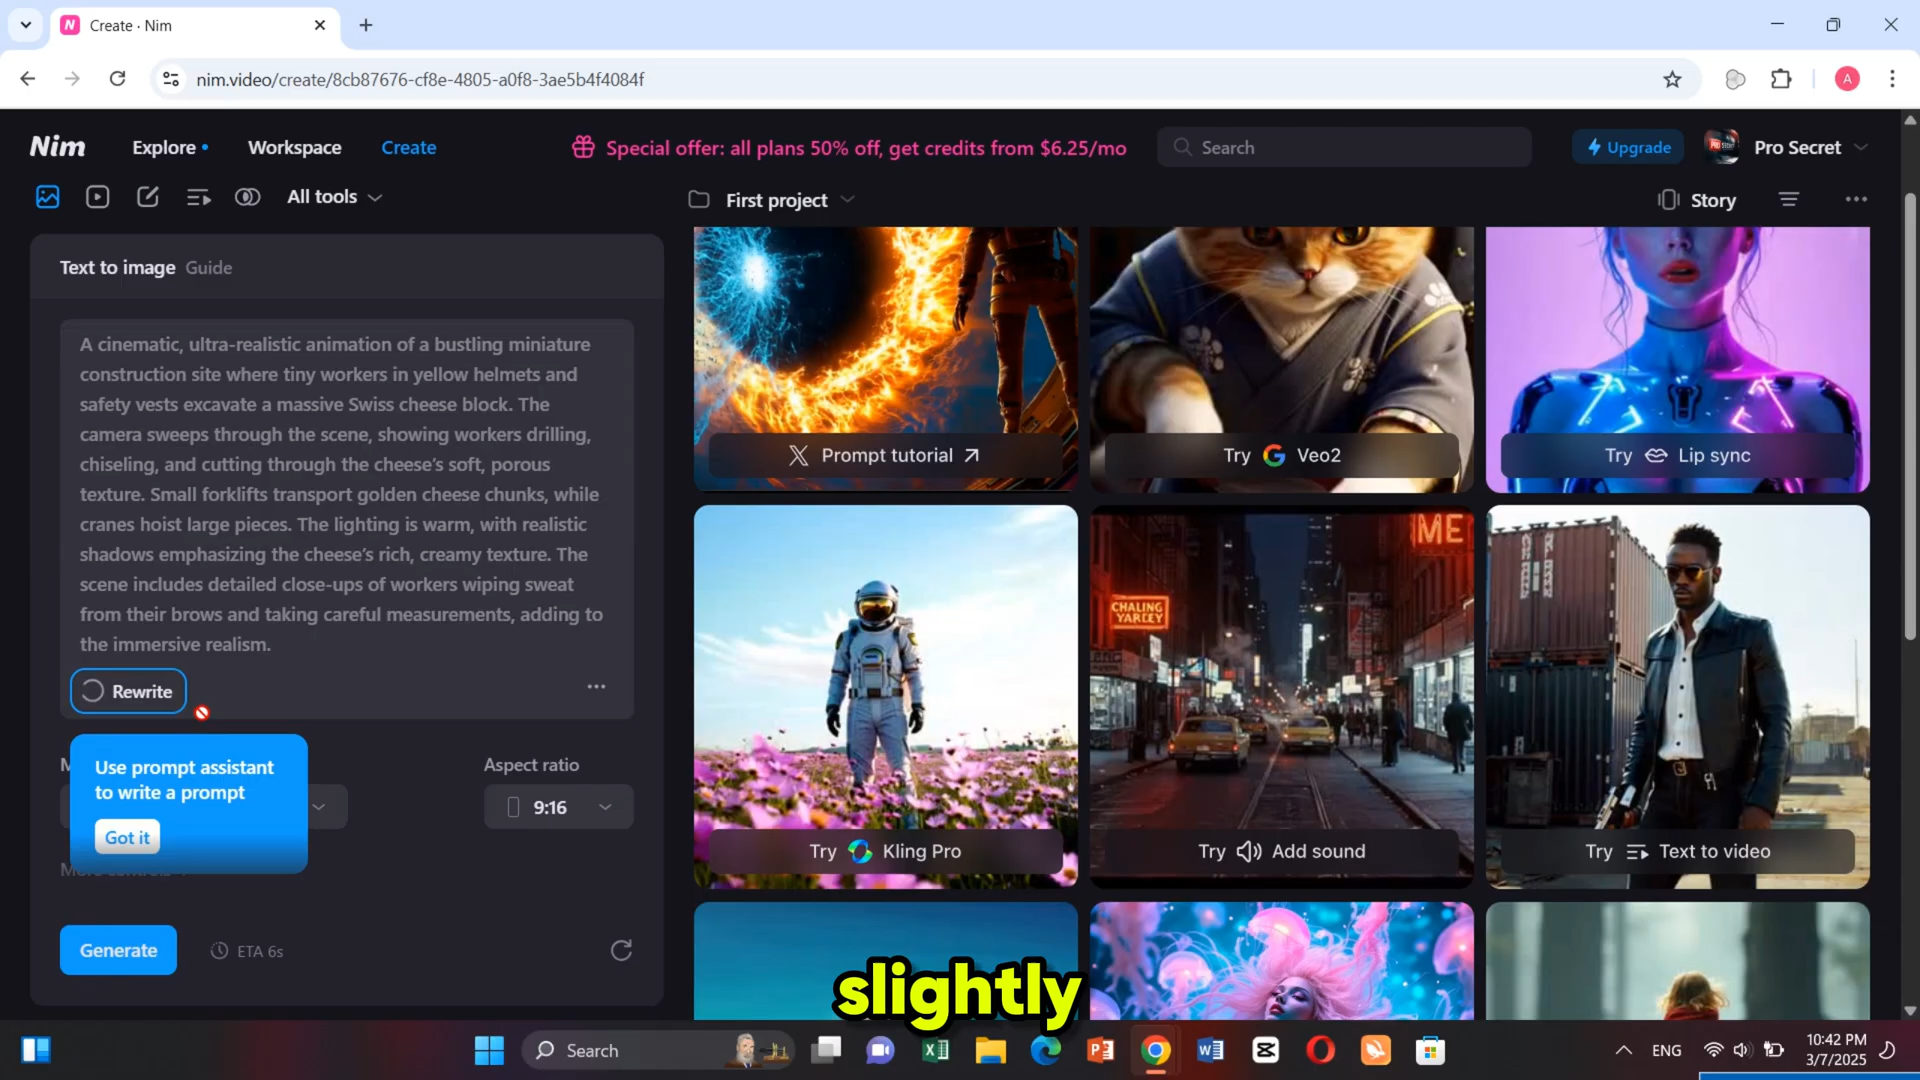 Create · Nim
nim.video/create/8cb87676-cf8e-4805-a0f8-3ae5b4f4084f
A
Nim
Explore
Workspace
Create
Special offer: all plans 50% off, get credits from $6.25/mo
Search
Upgrade
Pro Secret
All tools
First project
Story
Text to image Guide
A cinematic, ultra-realistic animation of a bustling miniature
construction site where tiny workers in yellow helmets and
safety vests excavate a massive Swiss cheese block. The
camera sweeps through the scene, showing workers drilling,
chiseling, and cutting through the cheese's soft, porous
texture. Small forklifts transport golden cheese chunks, while
cranes hoist large pieces. The lighting is warm, with realistic
shadows emphasizing the cheese's rich, creamy texture. The
scene includes detailed close-ups of workers wiping sweat
from their brows and taking careful measurements, adding to
the immersive realism.
Rewrite
Use prompt assistant
to write a prompt
Got it
Aspect ratio
9:16
Generate
ETA 6s
Prompt tutorial
Try Veo2
Try Lip sync
CHALING
YARCEY
ME
Try Kling Pro
Try Add sound
Try Text to video
slightly
Search
ENG
10:42 PM
3/7/2025